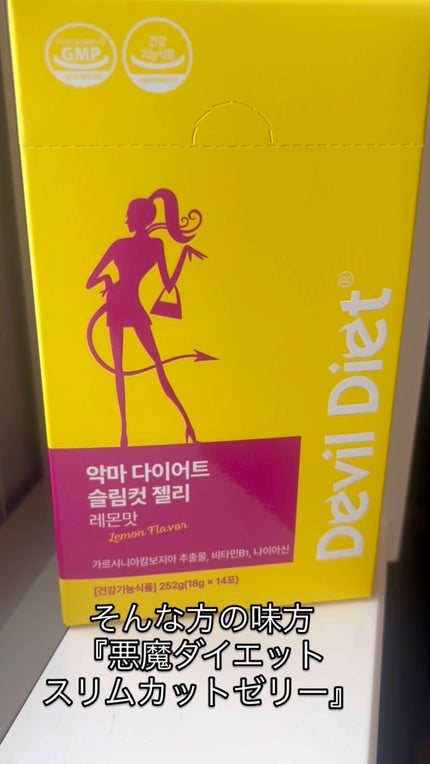 GMP
건강
기능식품
Devil Diet®
악마 다이어트
슬림컷 젤리
레몬맛
Lemon Flavor
가르시니아캄보지아 추출물, 비타민B1, 나이아신
[건강기능식품] 252g(18g × 14포)
そんな方の味方
『悪魔ダイエット
スリムカットゼリー』